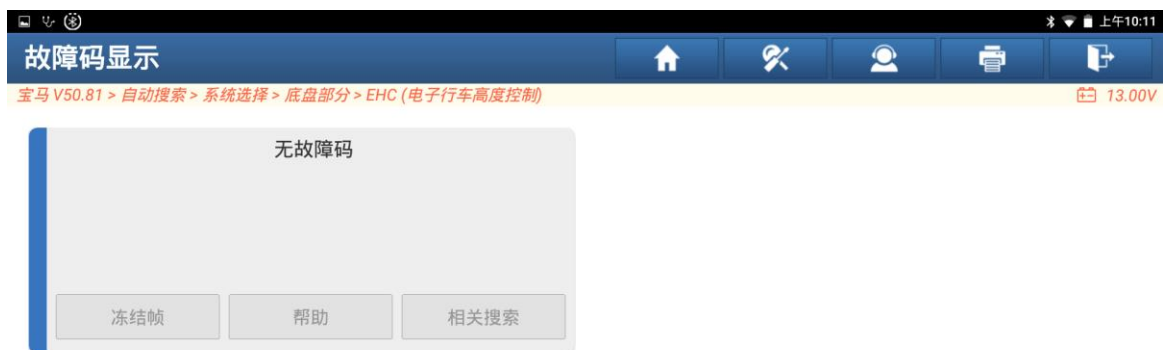 上午10:11
故障码显示
宝马 V50.81 > 自动搜索 > 系统选择 > 底盘部分 > EHC (电子行车高度控制)
13.00V
无故障码
冻结帧
帮助
相关搜索